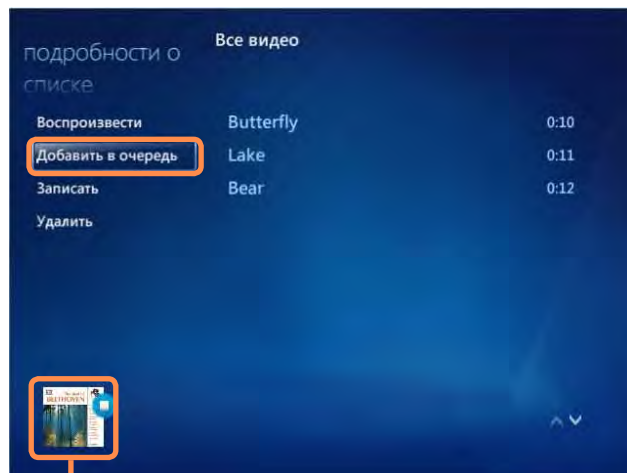 подробности о
списке
Все видео
Воспроизвести
Добавить в очередь
Записать
Удалить
Butterfly 0:10
Lake 0:11
Bear 0:12
BEETHOVEN